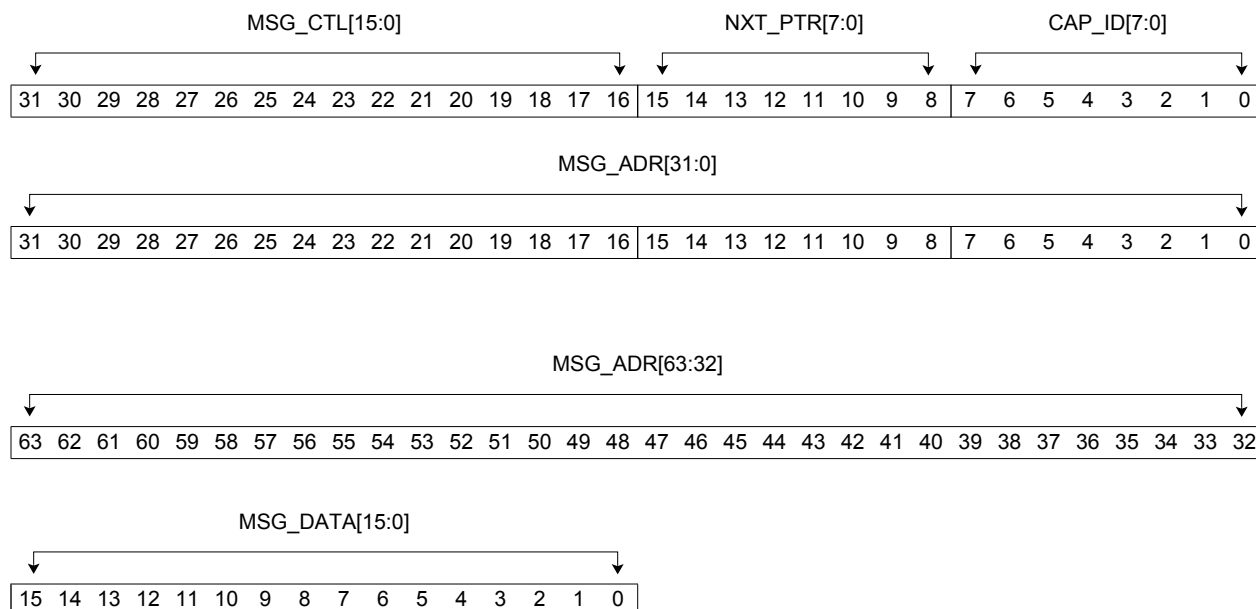 MSG_CTL[15:0] NXT_PTR[7:0] CAP_ID[7:0]
31 30 29 28 27 26 25 24 23 22 21 20 19 18 17 16 15 14 13 12 11 10 9 8 7 6 5 4 3 2 1 0
MSG_ADR[31:0]
31 30 29 28 27 26 25 24 23 22 21 20 19 18 17 16 15 14 13 12 11 10 9 8 7 6 5 4 3 2 1 0
MSG_ADR[63:32]
63 62 61 60 59 58 57 56 55 54 53 52 51 50 49 48 47 46 45 44 43 42 41 40 39 38 37 36 35 34 33 32
MSG_DATA[15:0]
15 14 13 12 11 10 9 8 7 6 5 4 3 2 1 0